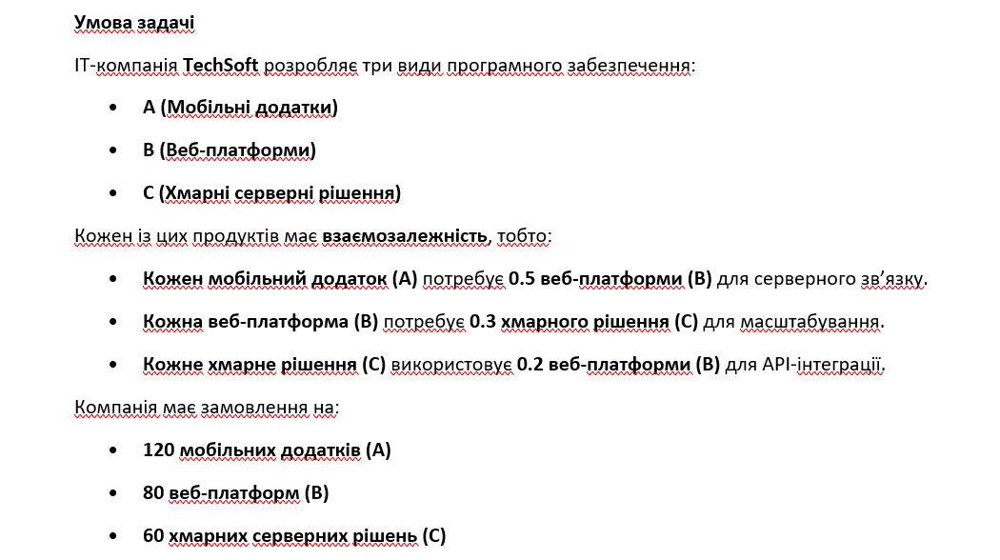 Умова задачі
ІТ-компанія TechSoft розробляє три види програмного забезпечення:
• A (Мобільні додатки)
• B (Веб-платформи)
• C (Хмарні серверні рішення)
Кожен із цих продуктів має взаємозалежність, тобто:
• Кожен мобільний додаток (A) потребує 0.5 веб-платформи (B) для серверного зв’язку.
• Кожна веб-платформа (B) потребує 0.3 хмарного рішення (C) для масштабування.
• Кожне хмарне рішення (C) використовує 0.2 веб-платформи (B) для API-інтеграції.
Компанія має замовлення на:
• 120 мобільних додатків (A)
• 80 веб-платформ (B)
• 60 хмарних серверних рішень (C)